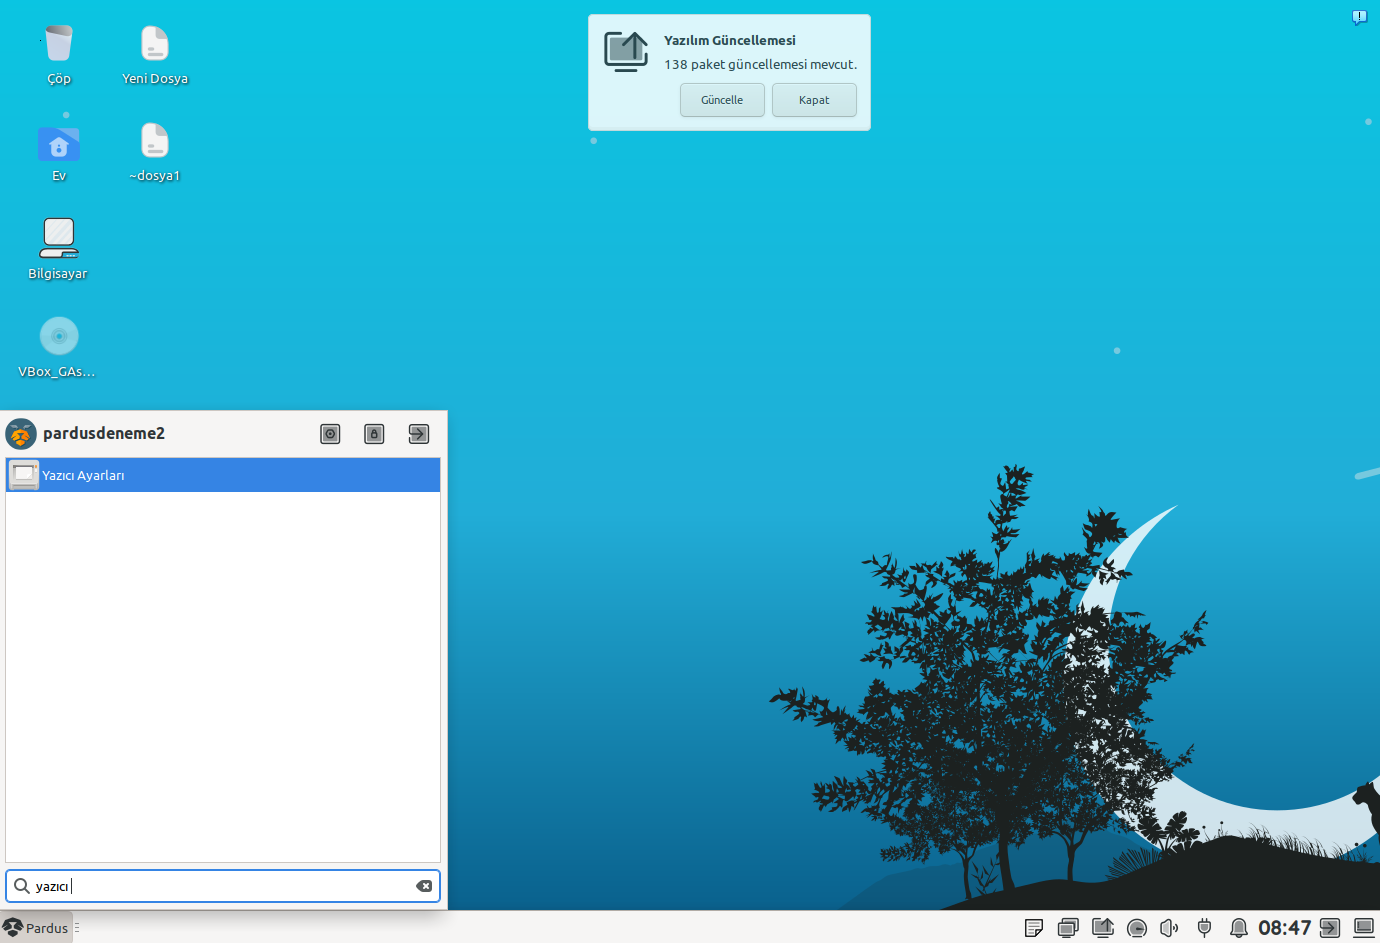 Çöp
Yeni Dosya
Ev
~dosya1
Bilgisayar
VBox_GAs...
Yazılım Güncellemesi
138 paket güncellemesi mevcut.
Güncelle
Kapat
pardusdeneme2
Yazıcı Ayarları
yazıcı
Pardus
08:47